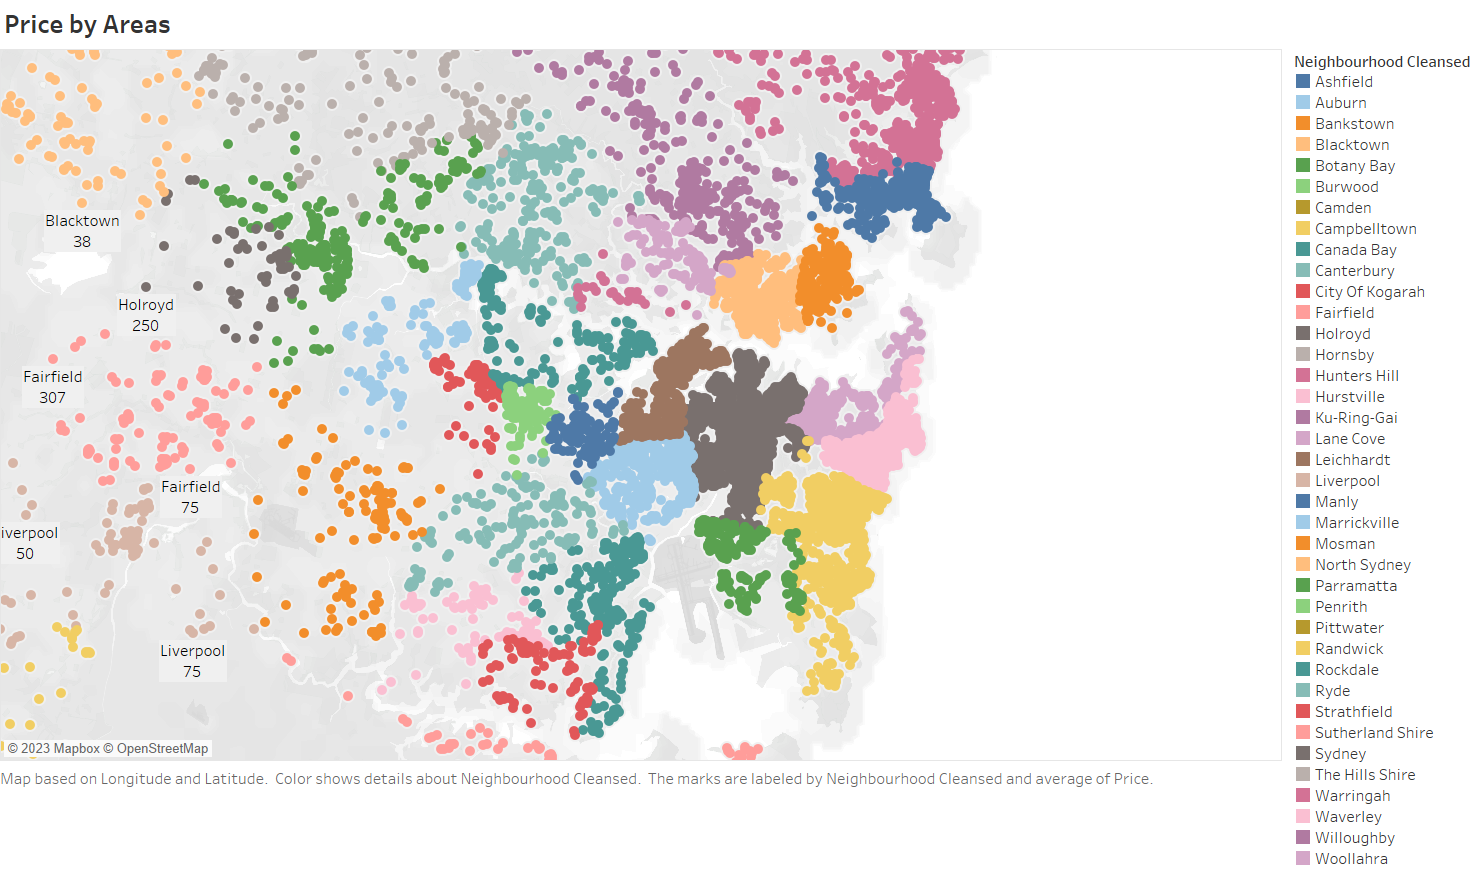 Price by Areas
Blacktown
38
Holroyd
250
Fairfield
307
Fairfield
75
iverpool
50
Liverpool
75
© 2023 Mapbox © OpenStreetMap
Map based on Longitude and Latitude.  Color shows details about Neighbourhood Cleansed.  The marks are labeled by Neighbourhood Cleansed and average of Price.
Neighbourhood Cleansed
Ashfield
Auburn
Bankstown
Blacktown
Botany Bay
Burwood
Camden
Campbelltown
Canada Bay
Canterbury
City Of Kogarah
Fairfield
Holroyd
Hornsby
Hunters Hill
Hurstville
Ku-Ring-Gai
Lane Cove
Leichhardt
Liverpool
Manly
Marrickville
Mosman
North Sydney
Parramatta
Penrith
Pittwater
Randwick
Rockdale
Ryde
Strathfield
Sutherland Shire
Sydney
The Hills Shire
Warringah
Waverley
Willoughby
Woollahra